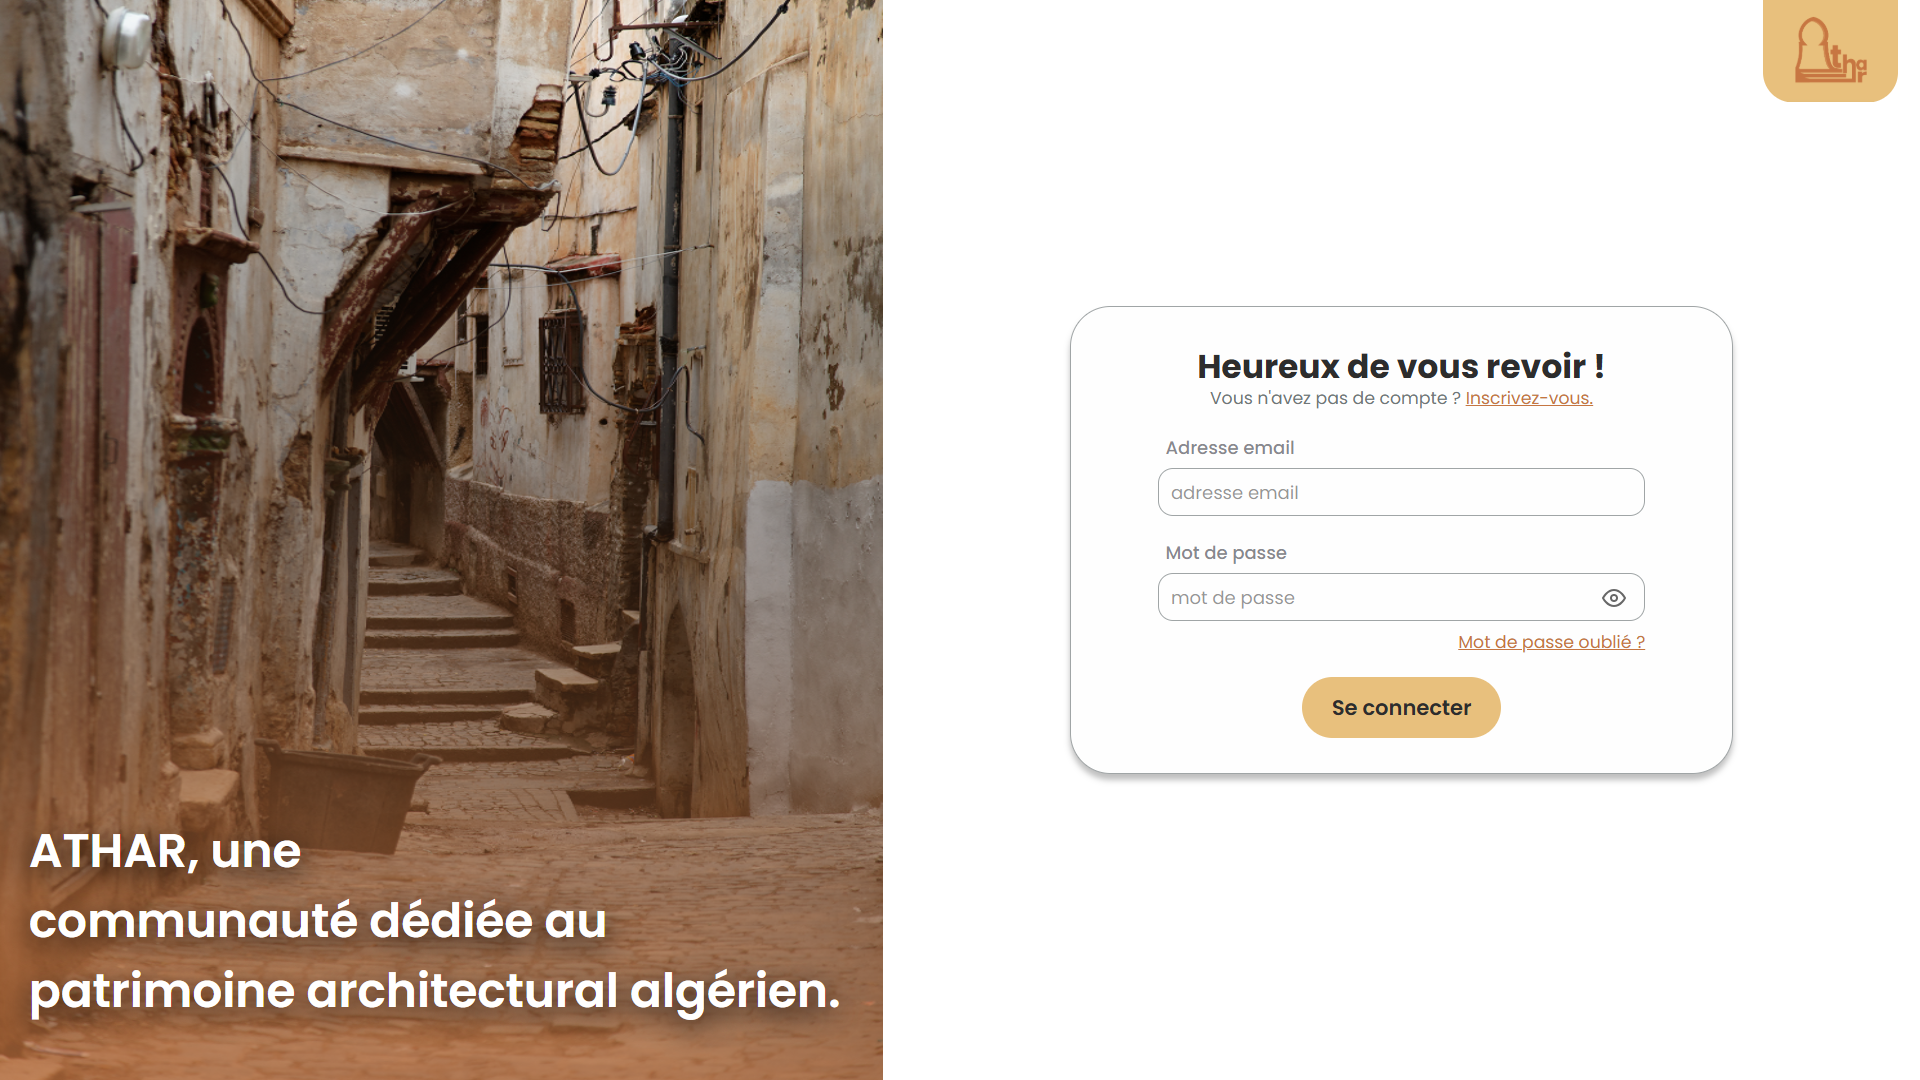 ATHAR, une
communauté dédiée au
patrimoine architectural algérien.
Athar
Heureux de vous revoir !
Vous n'avez pas de compte ? Inscrivez-vous.
Adresse email
adresse email
Mot de passe
mot de passe
Mot de passe oublié ?
Se connecter